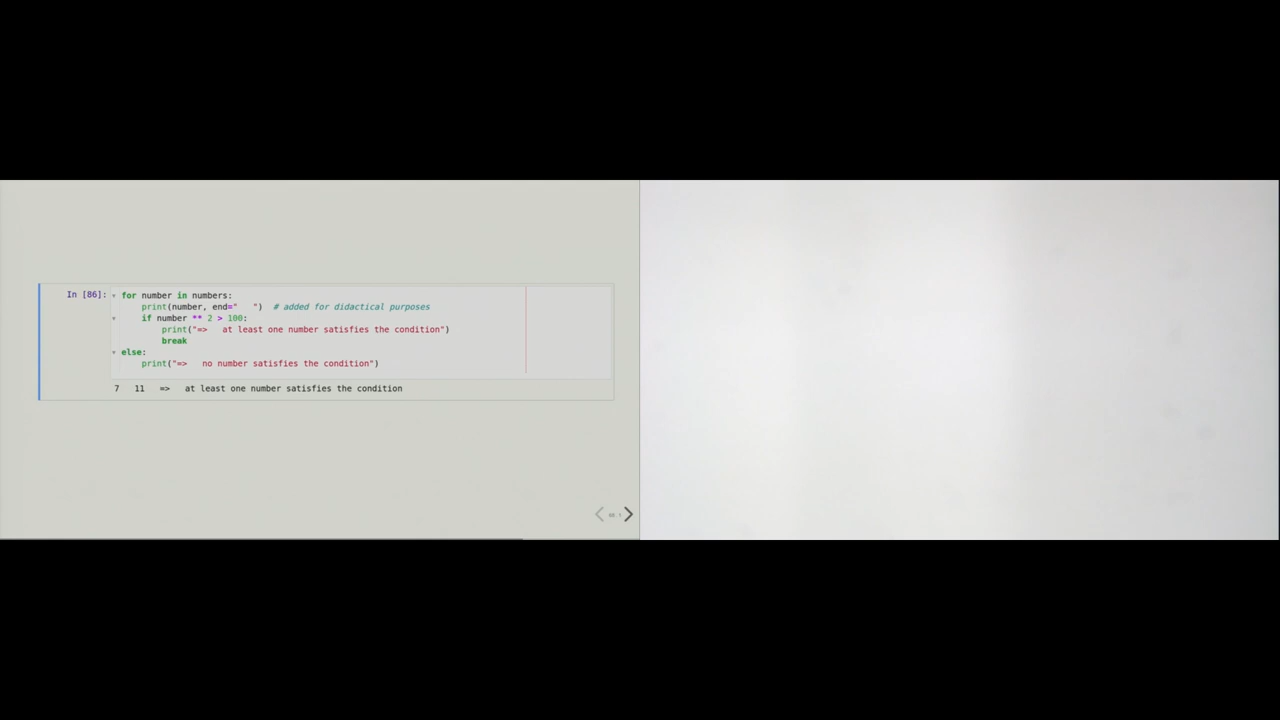 In [86]:
for number in numbers:
    print(number, end="   ")  # added for didactical purposes
    if number ** 2 > 100:
        print("=>   at least one number satisfies the condition")
        break
else:
    print("=>   no number satisfies the condition")
7   11   =>   at least one number satisfies the condition